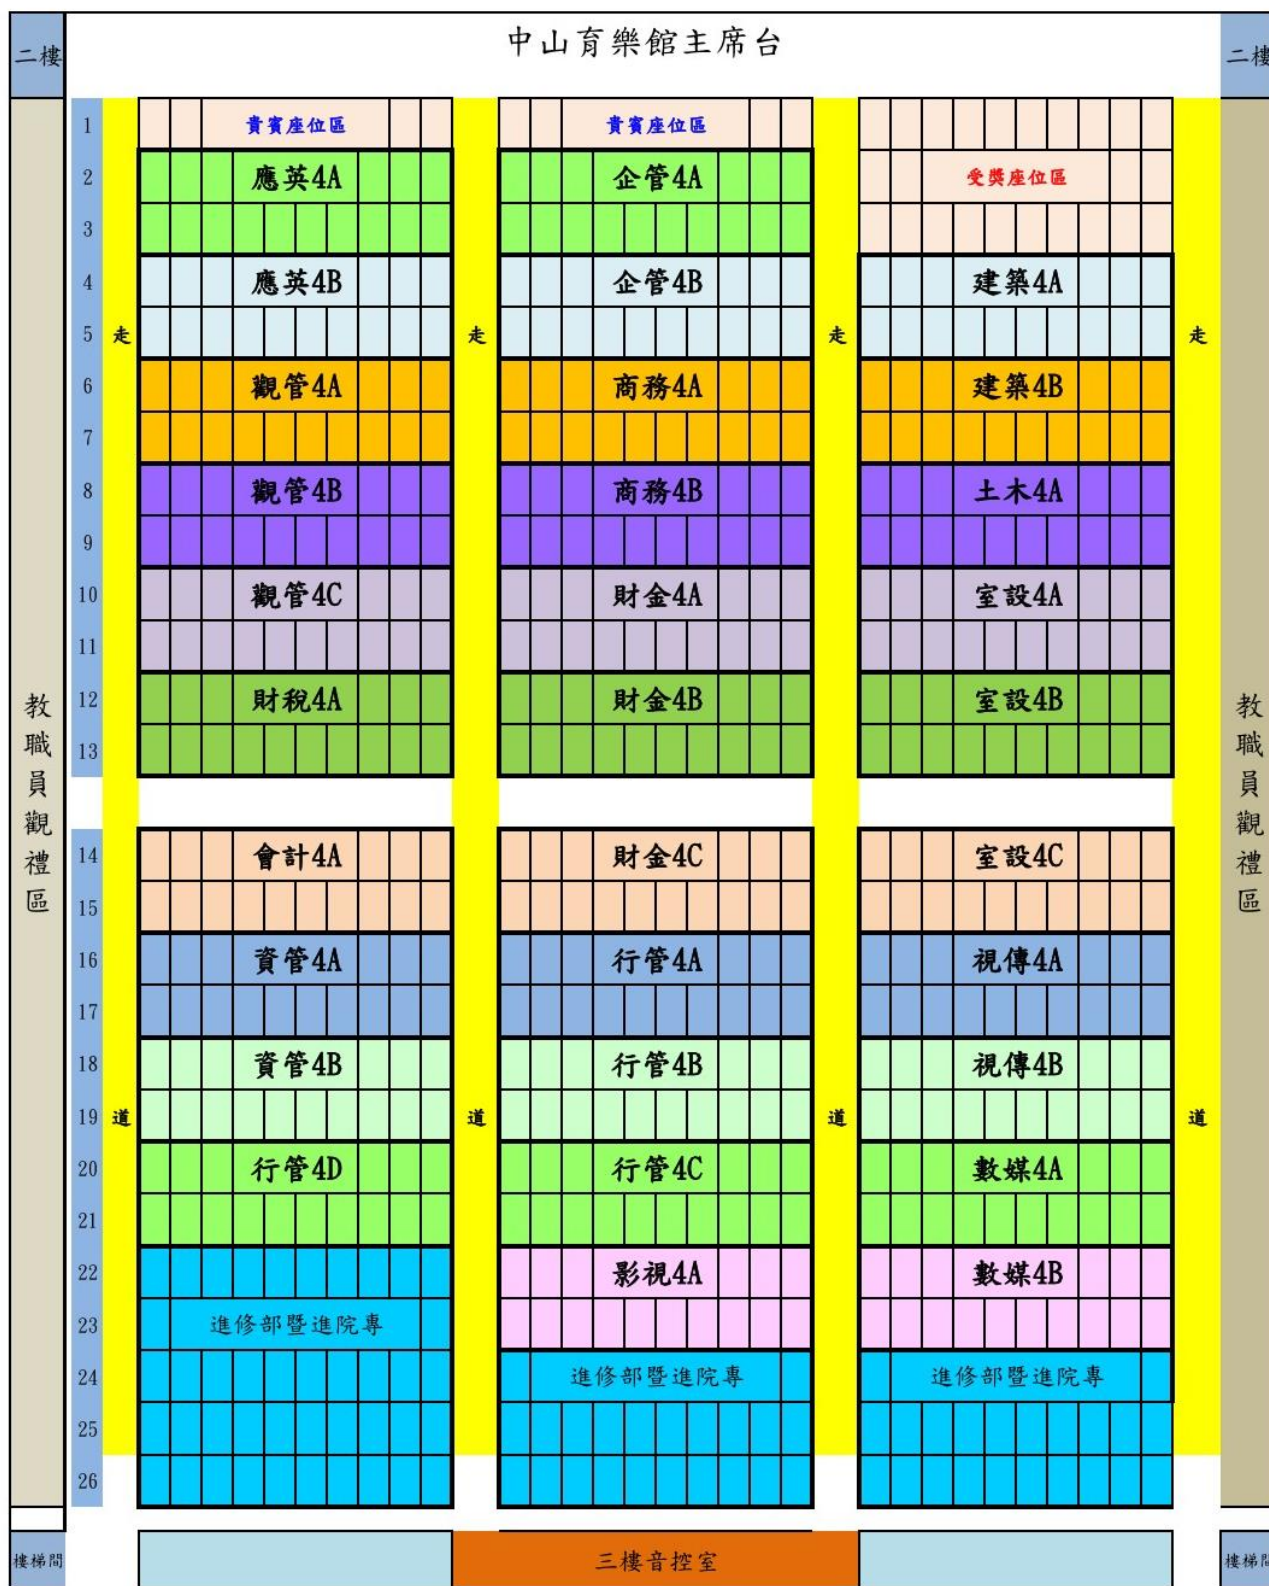 中山育樂館主席台
二樓
二樓
1
貴賓座位區
貴賓座位區
2
應英4A
企管4A
受獎座位區
3
4
應英4B
企管4B
建築4A
5
走
走
走
走
6
觀管4A
商務4A
建築4B
7
8
觀管4B
商務4B
土木4A
9
10
觀管4C
財金4A
室設4A
11
12
財稅4A
財金4B
室設4B
13
教職員觀禮區
教職員觀禮區
14
會計4A
財金4C
室設4C
15
16
資管4A
行管4A
視傳4A
17
18
資管4B
行管4B
視傳4B
19
道
道
道
道
20
行管4D
行管4C
數媒4A
21
22
影視4A
數媒4B
23
進修部暨進院專
24
進修部暨進院專
進修部暨進院專
25
26
樓梯間
三樓音控室
樓梯間